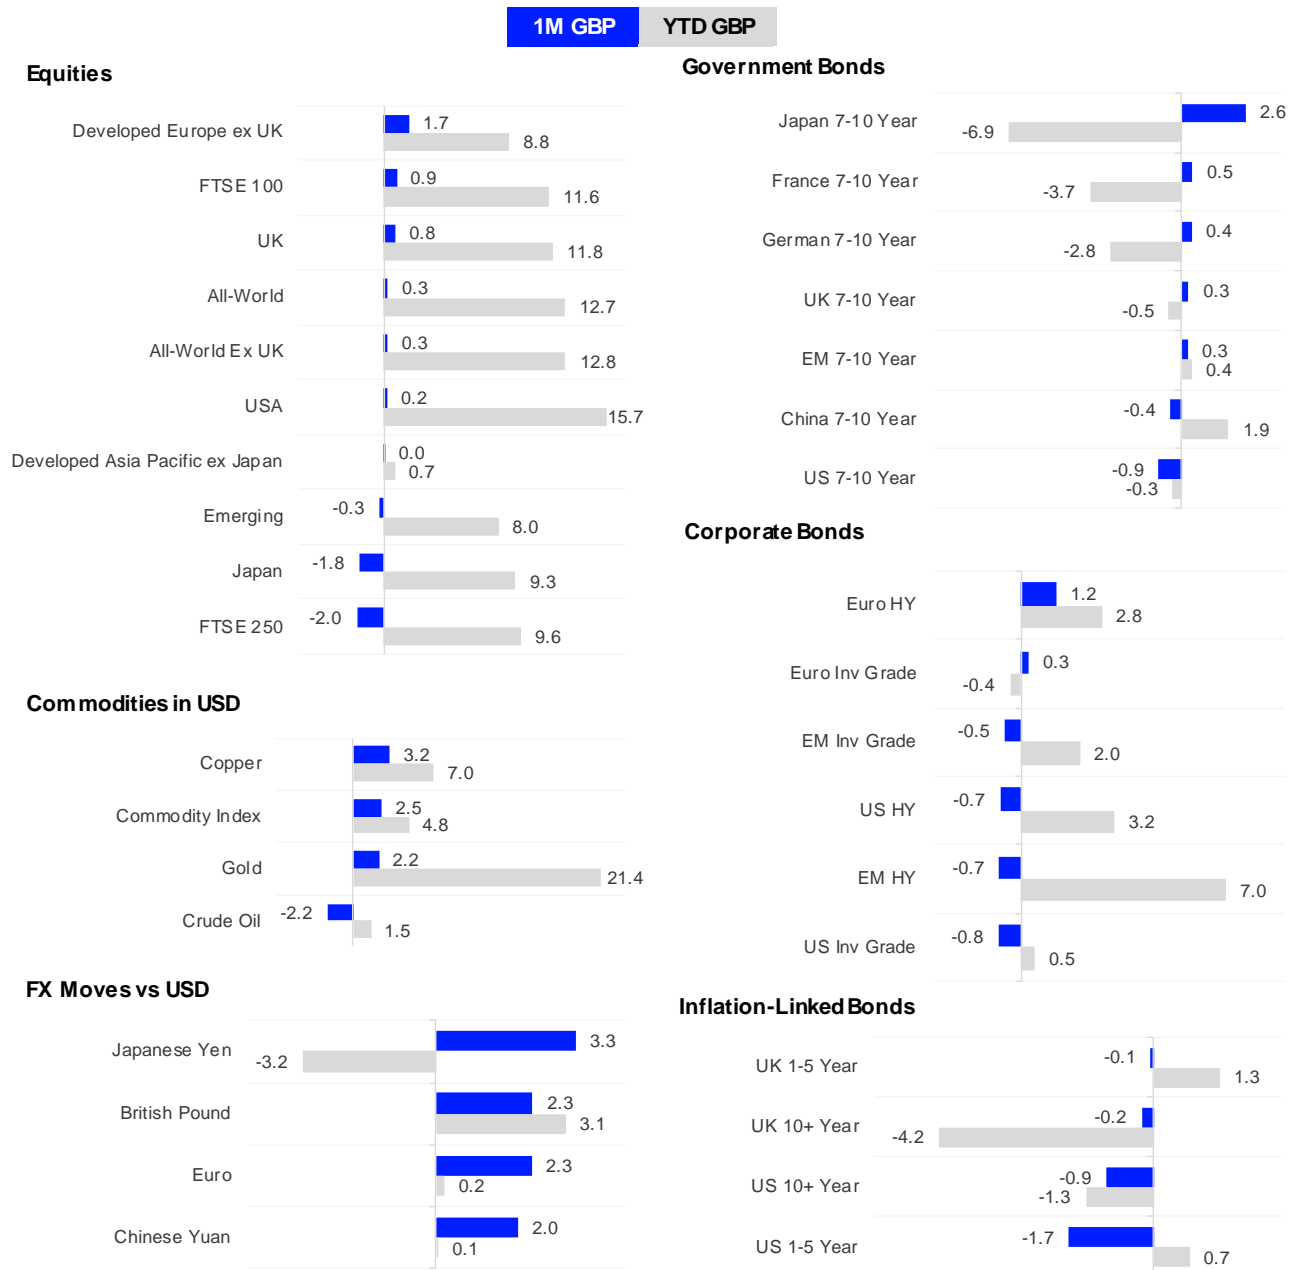 1M GBP YTD GBP
Equities
Developed Europe ex UK 1.7 8.8
FTSE 100 0.9 11.6
UK 0.8 11.8
All-World 0.3 12.7
All-World Ex UK 0.3 12.8
USA 0.2 15.7
Developed Asia Pacific ex Japan 0.0 0.7
Emerging -0.3 8.0
Japan -1.8 9.3
FTSE 250 -2.0 9.6
Commodities in USD
Copper 3.2 7.0
Commodity Index 2.5 4.8
Gold 2.2 21.4
Crude Oil -2.2 1.5
FX Moves vs USD
Japanese Yen 3.3 -3.2
British Pound 2.3 3.1
Euro 2.3 0.2
Chinese Yuan 2.0 0.1
Government Bonds
Japan 7-10 Year 2.6 -6.9
France 7-10 Year 0.5 -3.7
German 7-10 Year 0.4 -2.8
UK 7-10 Year 0.3 -0.5
EM 7-10 Year 0.3 0.4
China 7-10 Year -0.4 1.9
US 7-10 Year -0.9 -0.3
Corporate Bonds
Euro HY 1.2 2.8
Euro Inv Grade 0.3 -0.4
EM Inv Grade -0.5 2.0
US HY -0.7 3.2
EM HY -0.7 7.0
US Inv Grade -0.8 0.5
Inflation-Linked Bonds
UK 1-5 Year -0.1 1.3
UK 10+ Year -0.2 -4.2
US 10+ Year -0.9 -1.3
US 1-5 Year -1.7 0.7